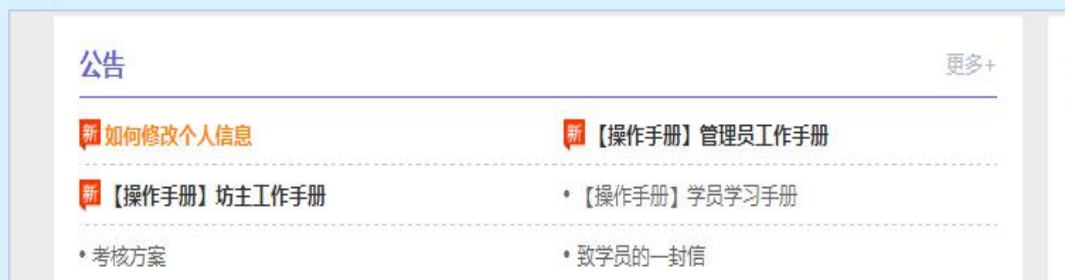 公告
更多+
新 如何修改个人信息
新 【操作手册】管理员工作手册
新 【操作手册】坊主工作手册
• 【操作手册】学员学习手册
• 考核方案
• 致学员的一封信